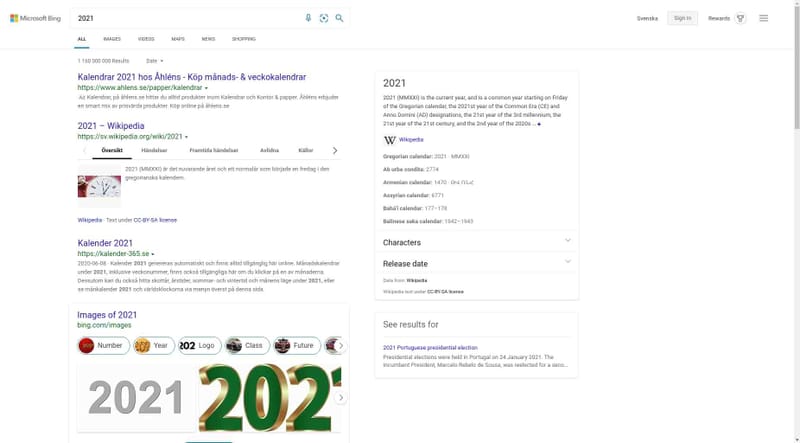 Microsoft Bing
2021
Svenska
Sign in
Rewards
ALL
IMAGES
VIDEOS
MAPS
NEWS
SHOPPING
1 150 000 000 Results
Date
Kalendrar 2021 hos Åhléns - Köp månads- & veckokalendrar
https://www.ahlens.se/papper/kalendrar
Kalendrar, på åhlens.se hittar du alltid produkter inom Kalendrar och Kontor & papper. Åhléns erbjuder
en smart mix av prisvärda produkter. Köp online på åhlens.se
2021 – Wikipedia
https://sv.wikipedia.org/wiki/2021
Översikt
Händelser
Framtida händelser
Avlidna
Källor
2021 (MMXXI) är det nuvarande året och ett normalår som började en fredag i den
gregorianska kalendern.
Wikipedia · Text under CC-BY-SA license
Kalender 2021
https://kalender-365.se
2020-06-08 · Kalender 2021 genereras automatiskt och finns alltid tillgänglig här online. Månadskalendrar
under 2021, inklusive veckonummer, finns också tillgängliga här om du klickar på en av månaderna.
Dessutom kan du också hitta skottår, årstider, sommar- och vintertid och månens läge under 2021, eller
se månkalender 2021 och världsklockorna via menyn överst på denna sida.
Images of 2021
bing.com/images
Number
Year
Logo
Class
Future
2021
2021
2021 (MMXXI) is the current year, and is a common year starting on Friday
of the Gregorian calendar, the 2021st year of the Common Era (CE) and
Anno Domini (AD) designations, the 21st year of the 3rd millennium, the
21st year of the 21st century, and the 2nd year of the 2020s ...
W Wikipedia
Gregorian calendar: 2021 · MMXXI
Ab urbe condita: 2774
Armenian calendar: 1470 ·
Assyrian calendar: 6771
Bahá'í calendar: 177–178
Balinese saka calendar: 1942–1943
Characters
Release date
Data from: Wikipedia
Wikipedia text under CC-BY-SA license
See results for
2021 Portuguese presidential election
Presidential elections were held in Portugal on 24 January 2021. The
incumbent President, Marcelo Rebelo de Sousa, was reelected for a seco...